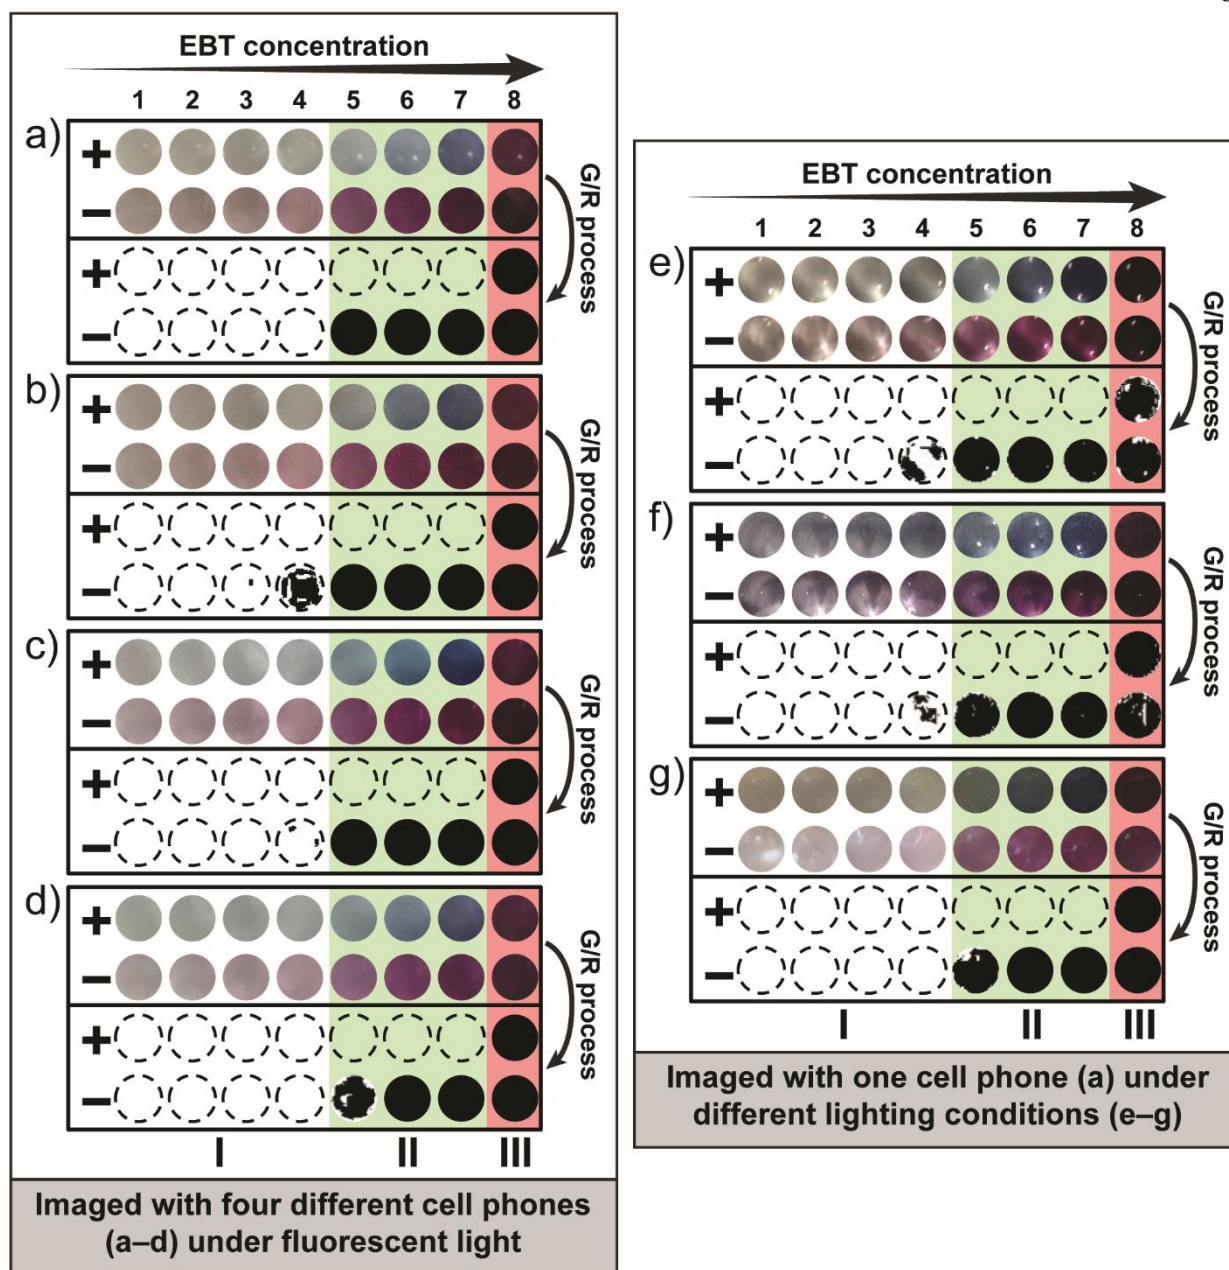 EBT concentration
1 2 3 4 5 6 7 8
a)
+
−
+
−
G/R process
b)
+
−
+
−
G/R process
c)
+
−
+
−
G/R process
d)
+
−
+
−
G/R process
I II III
Imaged with four different cell phones
(a–d) under fluorescent light
EBT concentration
1 2 3 4 5 6 7 8
e)
+
−
+
−
G/R process
f)
+
−
+
−
G/R process
g)
+
−
+
−
G/R process
I II III
Imaged with one cell phone (a) under
different lighting conditions (e–g)